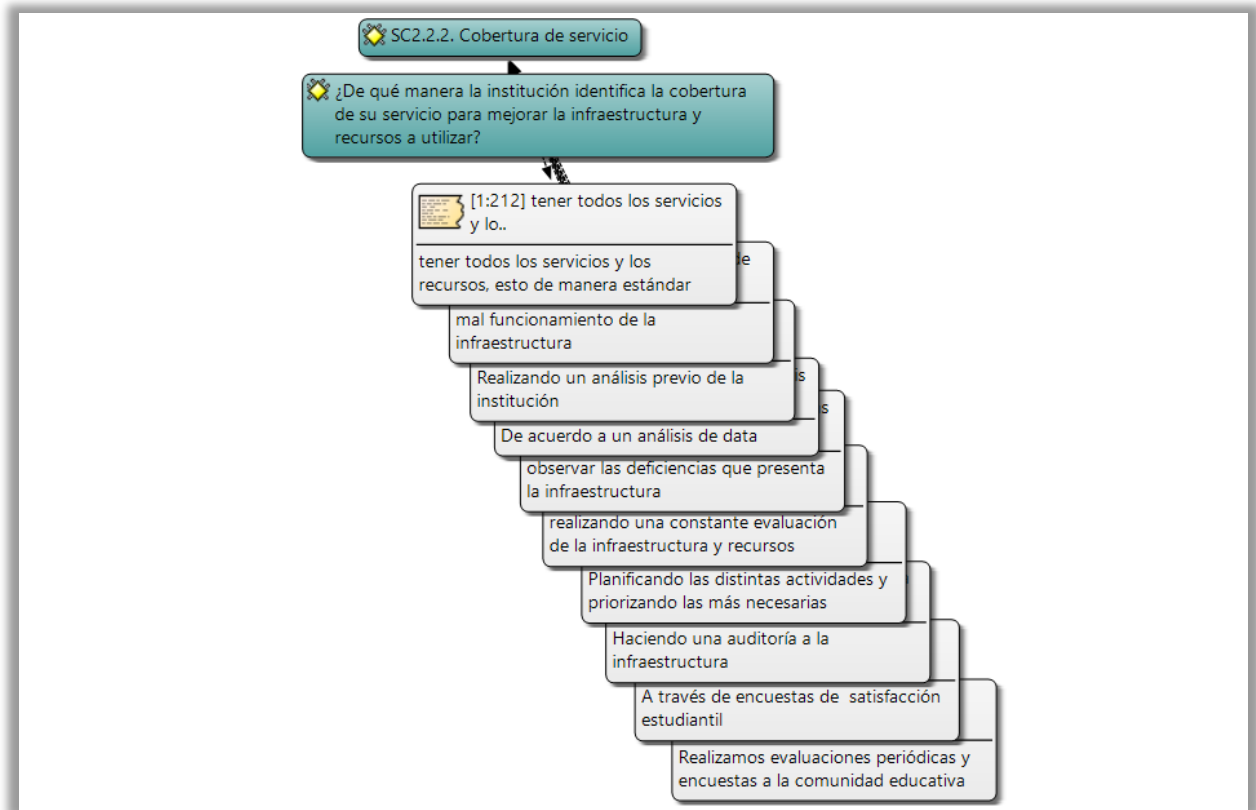 SC2.2.2. Cobertura de servicio
¿De qué manera la institución identifica la cobertura
de su servicio para mejorar la infraestructura y
recursos a utilizar?
[1:212] tener todos los servicios
y lo..
tener todos los servicios y los
recursos, esto de manera estándar
mal funcionamiento de la
infraestructura
Realizando un análisis previo de la
institución
De acuerdo a un análisis de data
observar las deficiencias que presenta
la infraestructura
realizando una constante evaluación
de la infraestructura y recursos
Planificando las distintas actividades y
priorizando las más necesarias
Haciendo una auditoría a la
infraestructura
A través de encuestas de  satisfacción
estudiantil
Realizamos evaluaciones periódicas y
encuestas a la comunidad educativa